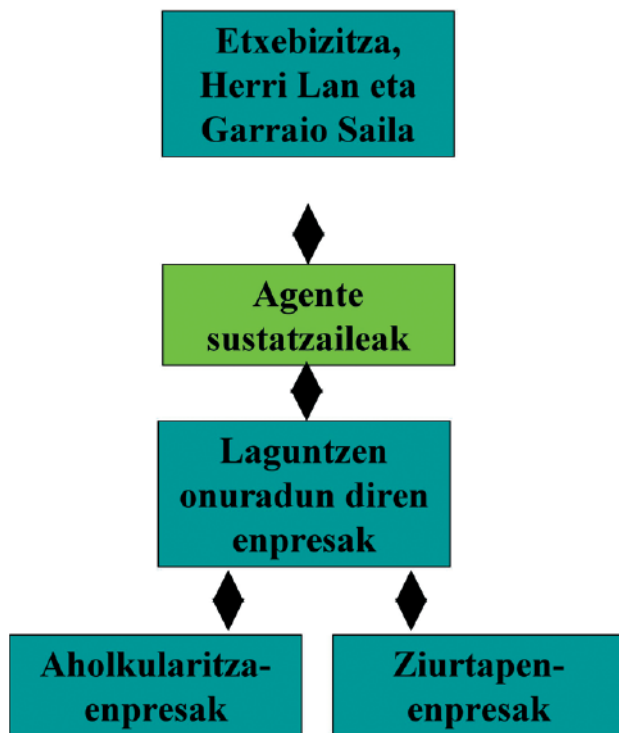 Etxebizitza,
Herri Lan eta
Garraio Saila
Agente
sustatzaileak
Laguntzen
onuradun diren
enpresak
Aholkularitza-
enpresak
Ziurtapen-
enpresak